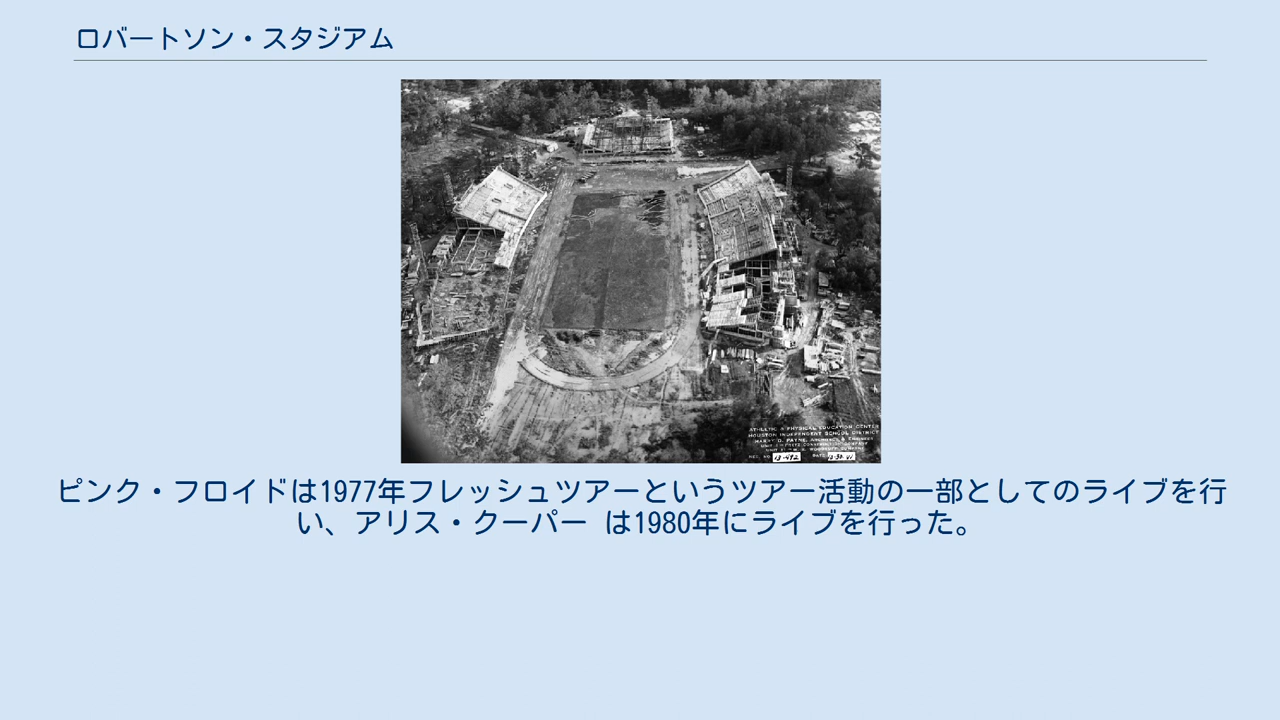 ロバートソン・スタジアム
ATHLETIC & PHYSICAL EDUCATION CENTER
HOUSTON INDEPENDENT SCHOOL DISTRICT
HARRY D. PAYNE, ARCHITECT & ENGINEER
ピンク・フロイドは1977年フレッシュツアーというツアー活動の一部としてのライブを行
い、アリス・クーパー は1980年にライブを行った。